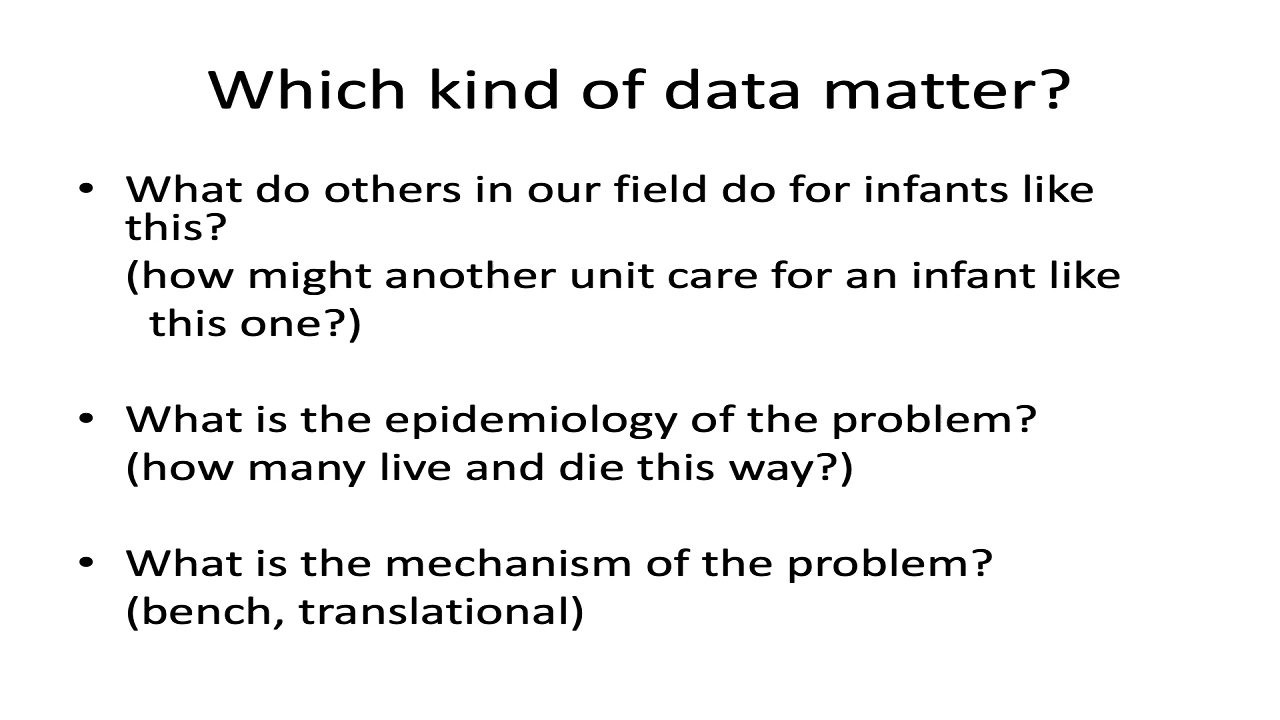 Which kind of data matter?
• What do others in our field do for infants like
this?
(how might another unit care for an infant like
this one?)
• What is the epidemiology of the problem?
(how many live and die this way?)
• What is the mechanism of the problem?
(bench, translational)